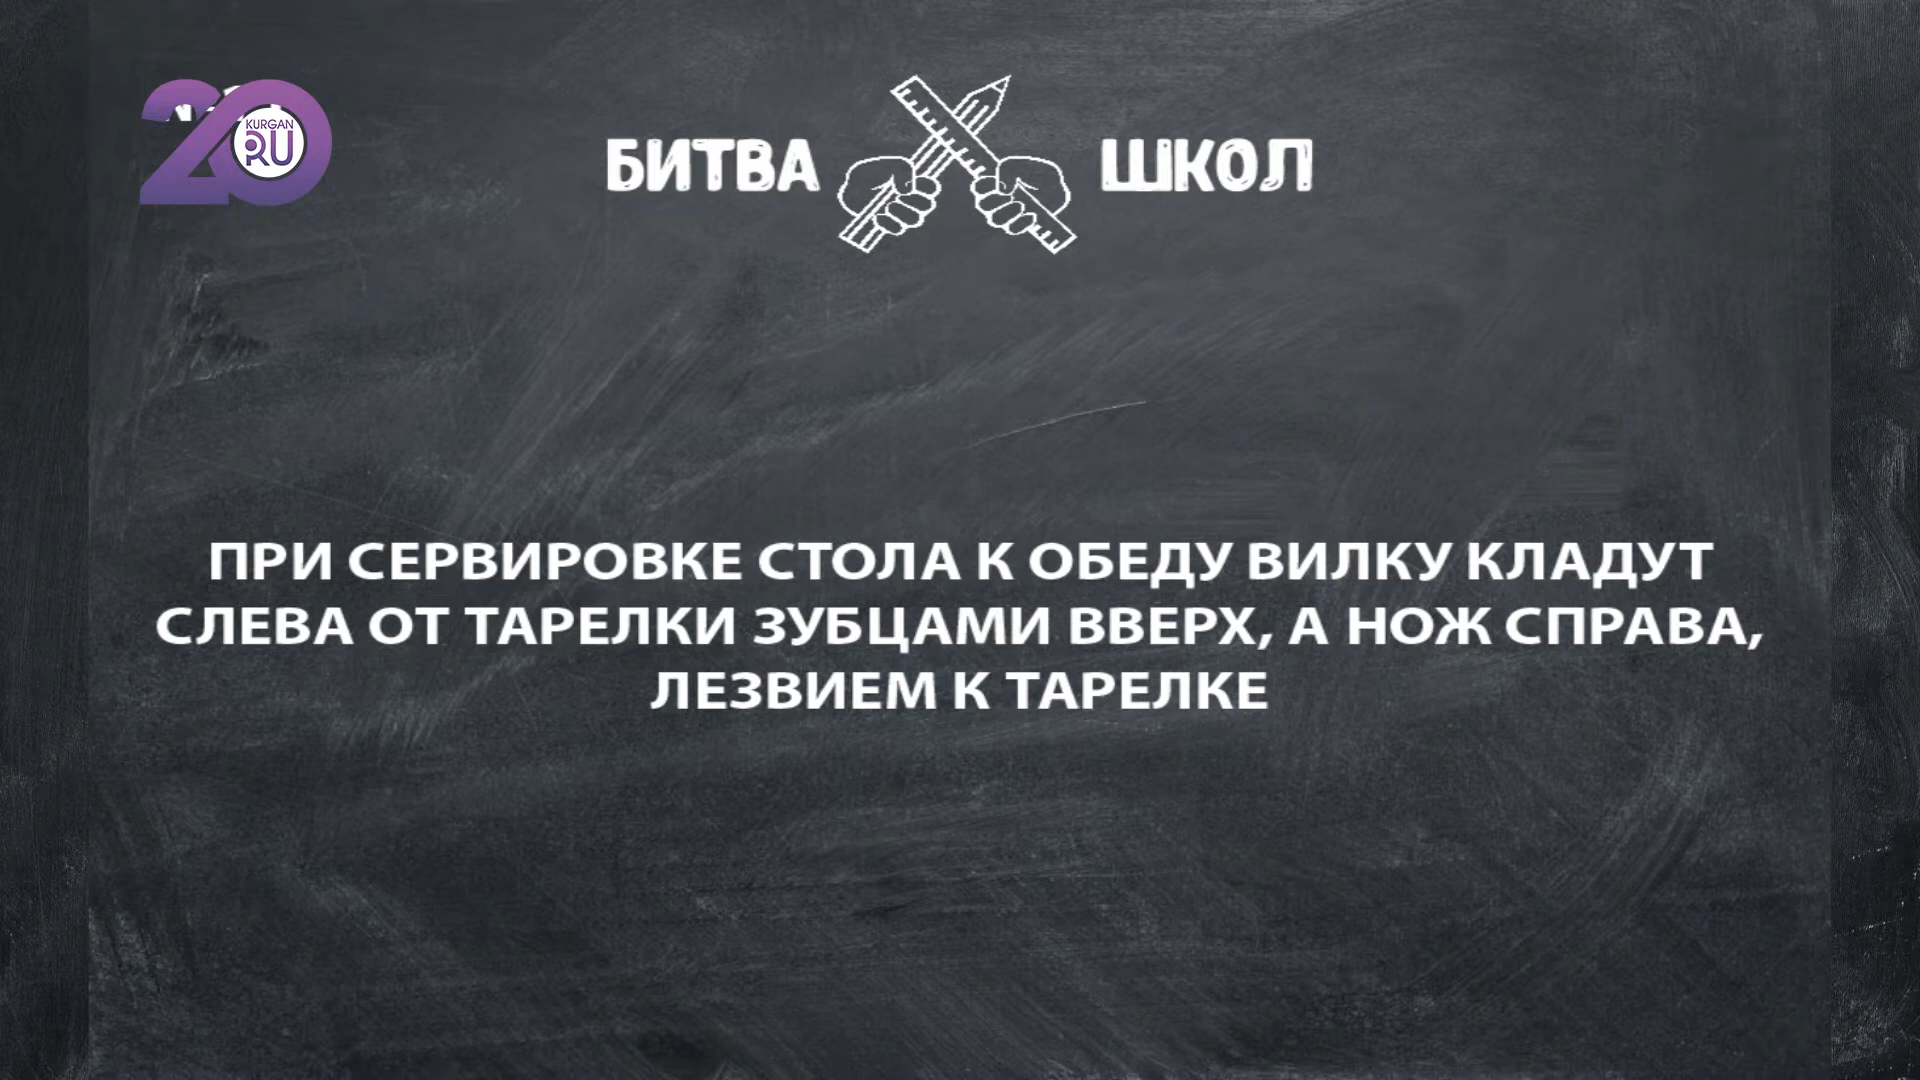 20
KURGAN
RU
БИТВА ШКОЛ
ПРИ СЕРВИРОВКЕ СТОЛА К ОБЕДУ ВИЛКУ КЛАДУТ
СЛЕВА ОТ ТАРЕЛКИ ЗУБЦАМИ ВВЕРХ, А НОЖ СПРАВА,
ЛЕЗВИЕМ К ТАРЕЛКЕ